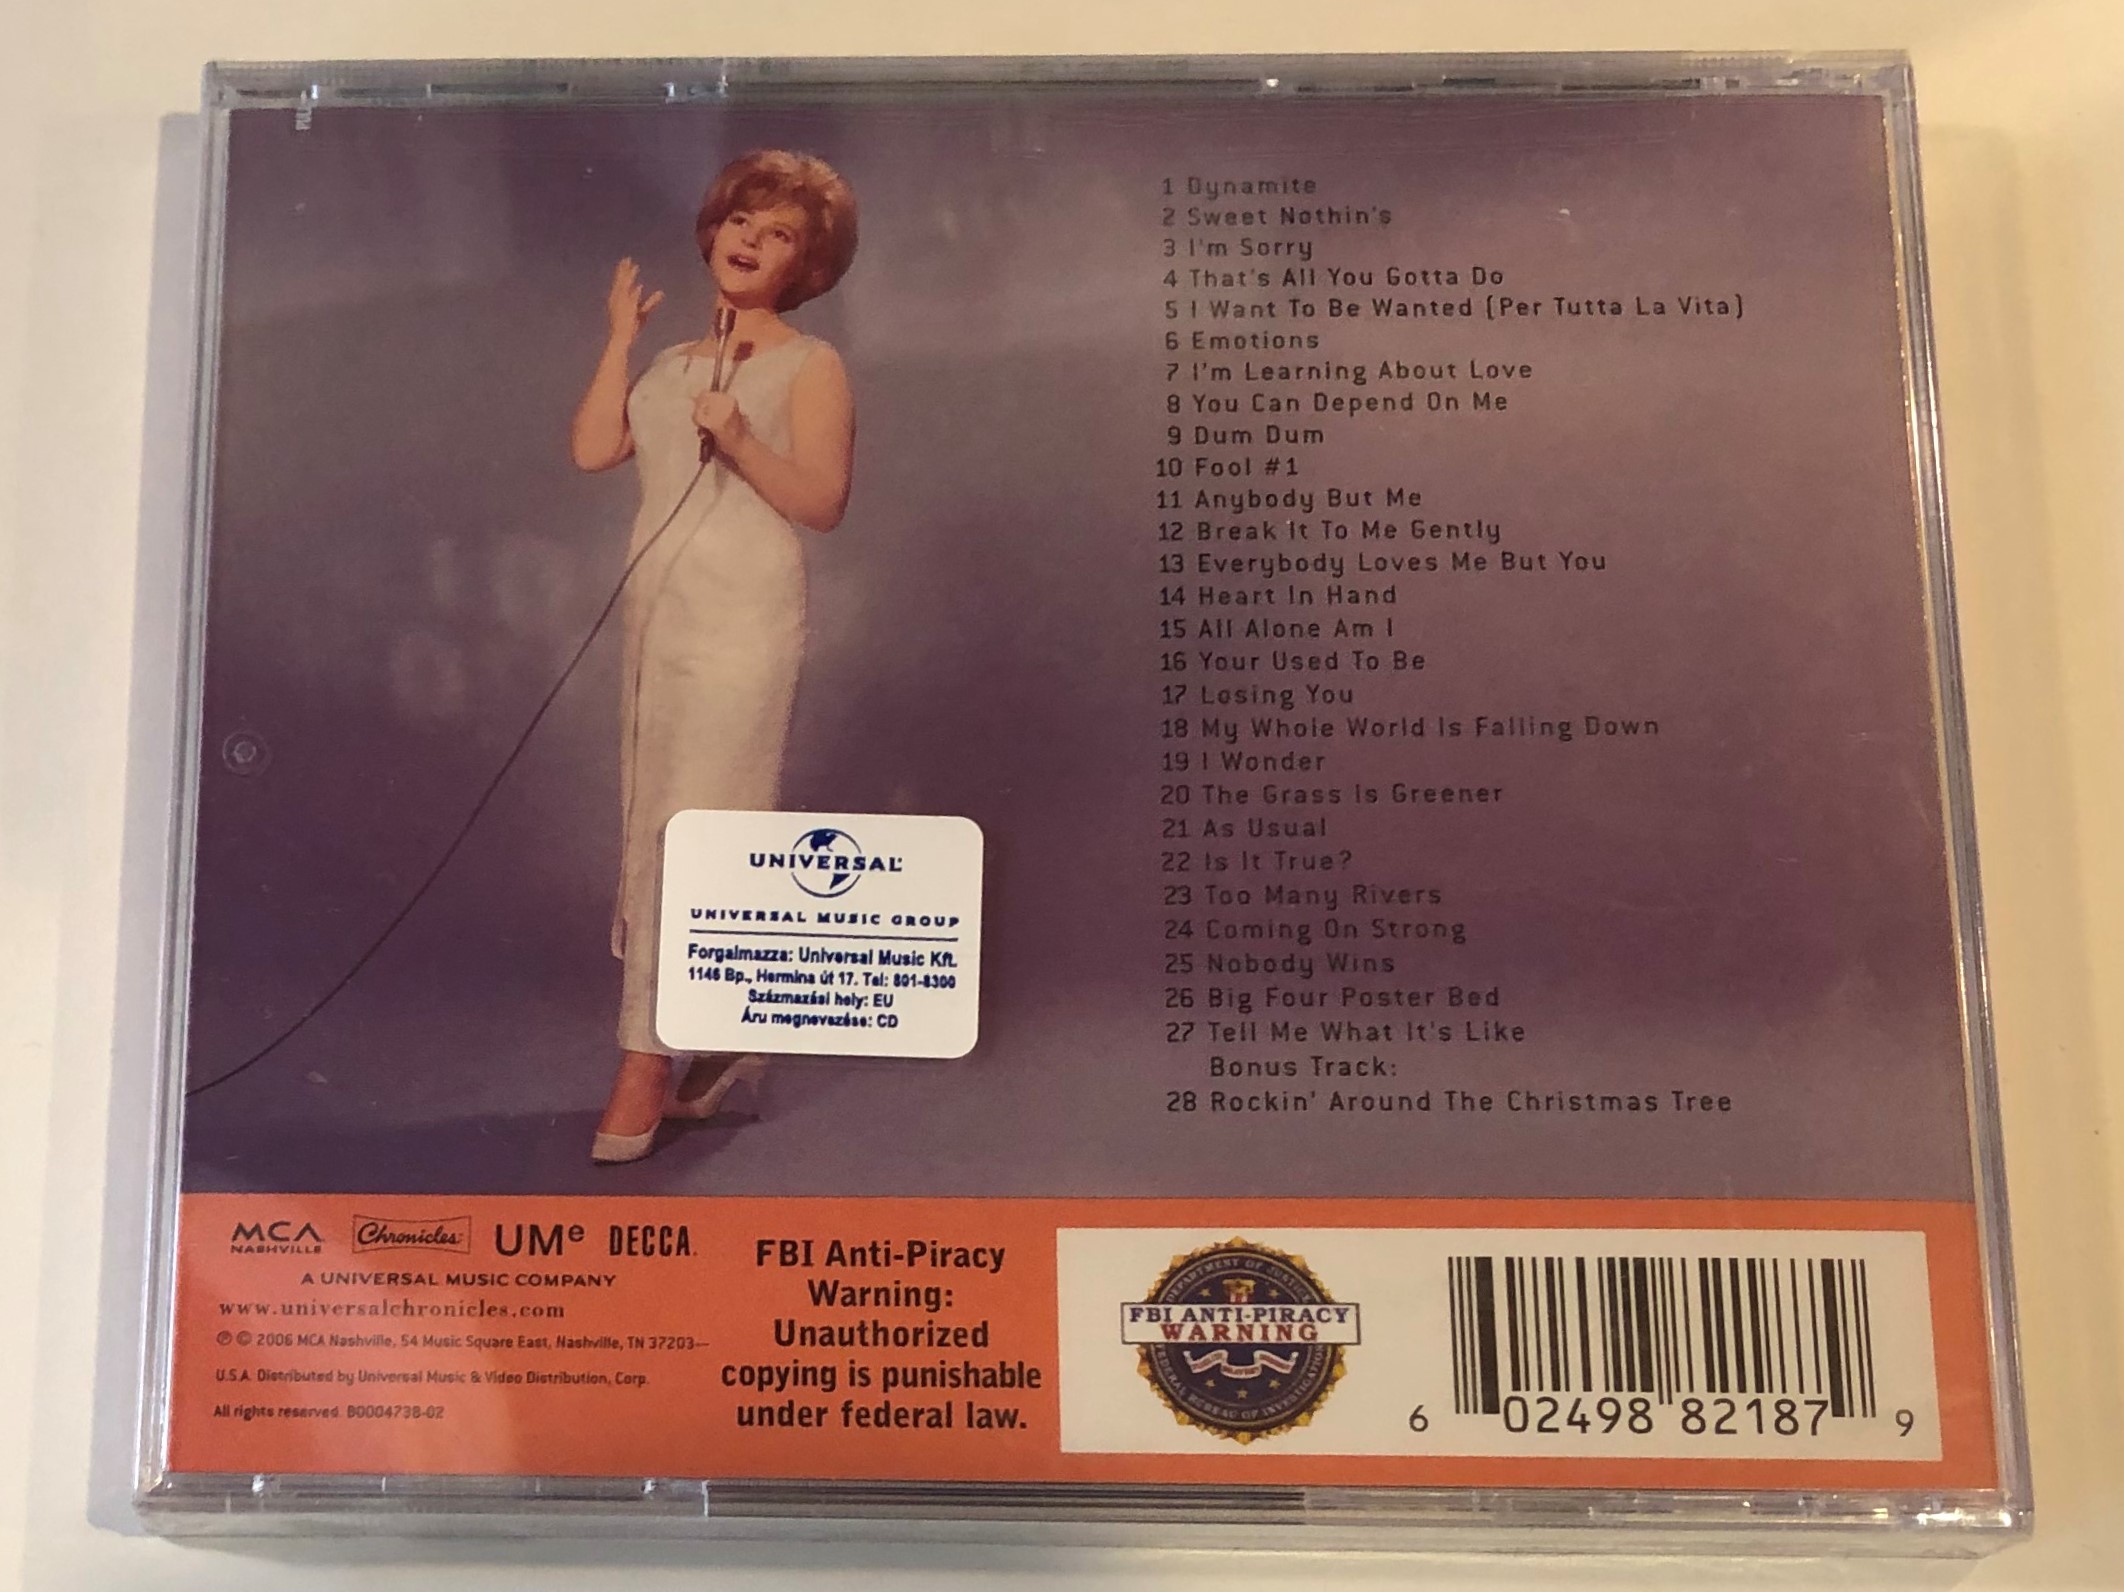 1 Dynamite
2 Sweet Nothin's
3 I'm Sorry
4 That's All You Gotta Do
5 I Want To Be Wanted (Per Tutta La Vita)
6 Emotions
7 I'm Learning About Love
8 You Can Depend On Me
9 Dum Dum
10 Fool #1
11 Anybody But Me
12 Break It To Me Gently
13 Everybody Loves Me But You
14 Heart In Hand
15 All Alone Am I
16 Your Used To Be
17 Losing You
18 My Whole World Is Falling Down
19 I Wonder
20 The Grass Is Greener
21 As Usual
22 Is It True?
23 Too Many Rivers
24 Coming On Strong
25 Nobody Wins
26 Big Four Poster Bed
27 Tell Me What It's Like
Bonus Track:
28 Rockin' Around The Christmas Tree
UNIVERSAL
UNIVERSAL MUSIC GROUP
Forgalmazza: Universal Music Kft.
1146 Bp., Hermina út 17. Tel: 801-8300
Származási hely: EU
Áru megnevezése: CD
MCA NASHVILLE Chronicles UMe DECCA.
A UNIVERSAL MUSIC COMPANY
www.universalchronicles.com
℗ © 2006 MCA Nashville, 54 Music Square East, Nashville, TN 37203—
U.S.A. Distributed by Universal Music & Video Distribution, Corp.
All rights reserved. B0004738-02
FBI Anti-Piracy
Warning:
Unauthorized
copying is punishable
under federal law.
DEPARTMENT OF JUSTICE
FBI ANTI-PIRACY
WARNING
FEDERAL BUREAU OF INVESTIGATION
6 02498 82187 9